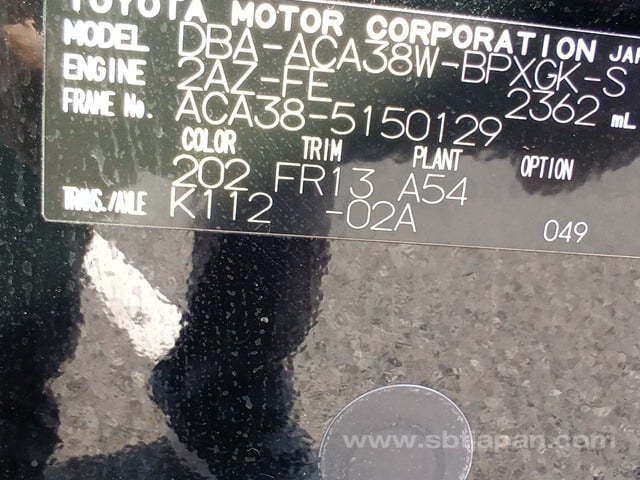 TOYOTA MOTOR CORPORATION JAP
MODEL DBA-ACA38W-BPXGK-S
ENGINE 2AZ-FE 2362 mL
FRAME No. ACA38-5150129
COLOR TRIM PLANT OPTION
202 FR13 A54
TRANS./AXLE K112 -02A 049
www.sbtjapan.com